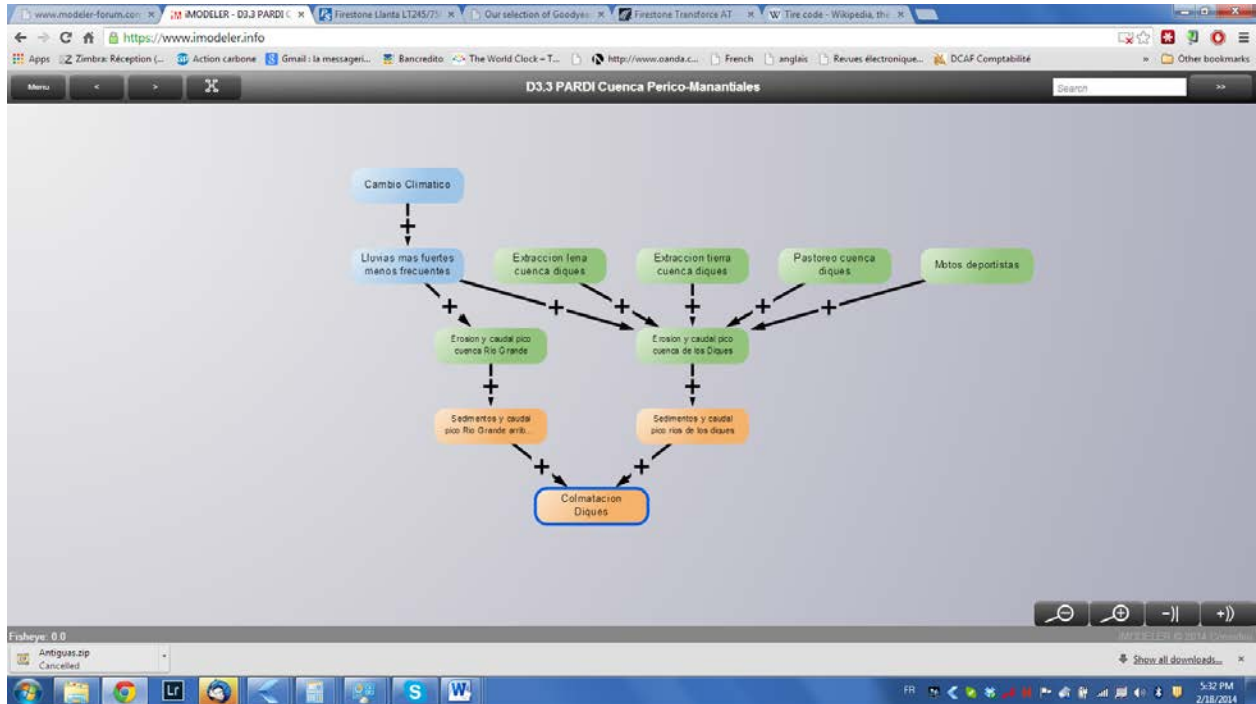 www.modeler-forum.com
iMODELER - D3.3 PARDI C
Firestone Llanta LT245/75
Our selection of Goodye
Firestone Transforce AT
Tire code - Wikipedia, the
https://www.imodeler.info
Apps
Zimbra: Réception (...
Action carbone
Gmail : la messageri...
Bancredito
The World Clock – T...
http://www.oanda.c...
French
anglais
Revues électronique...
DCAF Comptabilité
»
Other bookmarks
Menu
<
>
D3.3 PARDI Cuenca Perico-Manantiales
Search
>>
Cambio Climatico
+
Lluvias mas fuertes
menos frecuentes
Extraccion lena
cuenca diques
Extraccion tierra
cuenca diques
Pastoreo cuenca
diques
Motos deportistas
+ + + + + +
Erosion y caudal pico
cuenca Rio Grande
Erosion y caudal pico
cuenca de los Diques
+ +
Sedimentos y caudal
pico Rio Grande arrib...
Sedimentos y caudal
pico rios de los diques
+ +
Colmatacion
Diques
-)|
+))
Fisheye: 0.0
iMODELER © 2014 Consideo
Antiguas.zip
Cancelled
Show all downloads...
Lr
S
W
FR
5:32 PM
2/18/2014